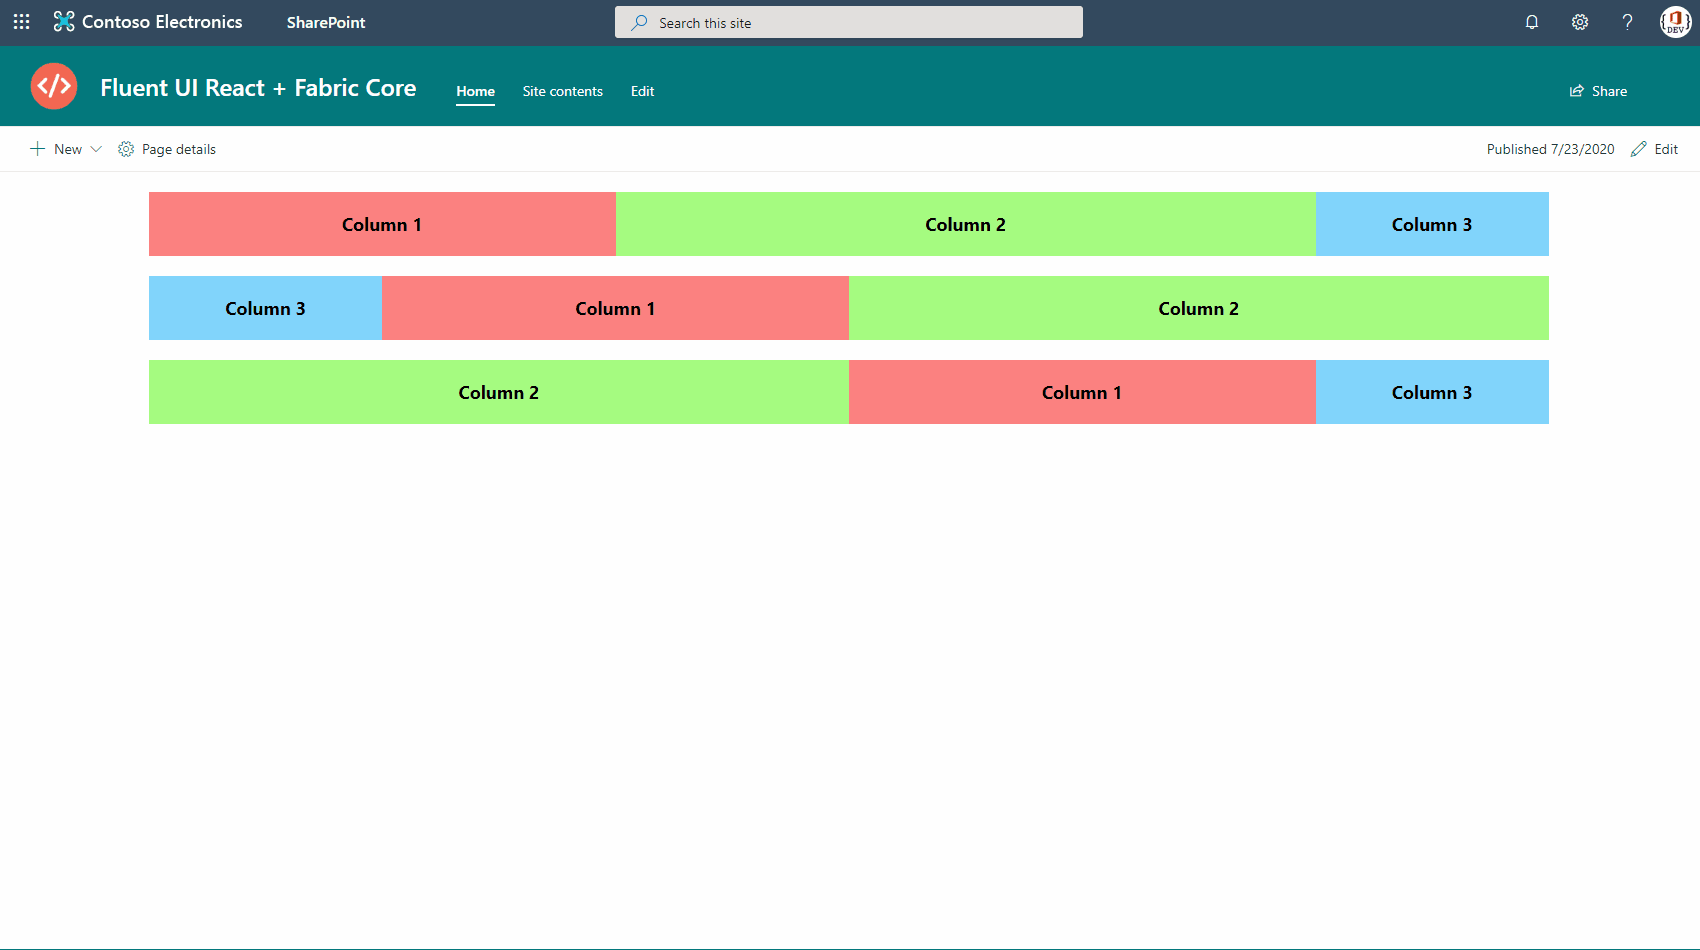 Contoso Electronics SharePoint Search this site DEV
</> Fluent UI React + Fabric Core Home Site contents Edit Share
New Page details Published 7/23/2020 Edit
Column 1 Column 2 Column 3
Column 3 Column 1 Column 2
Column 2 Column 1 Column 3